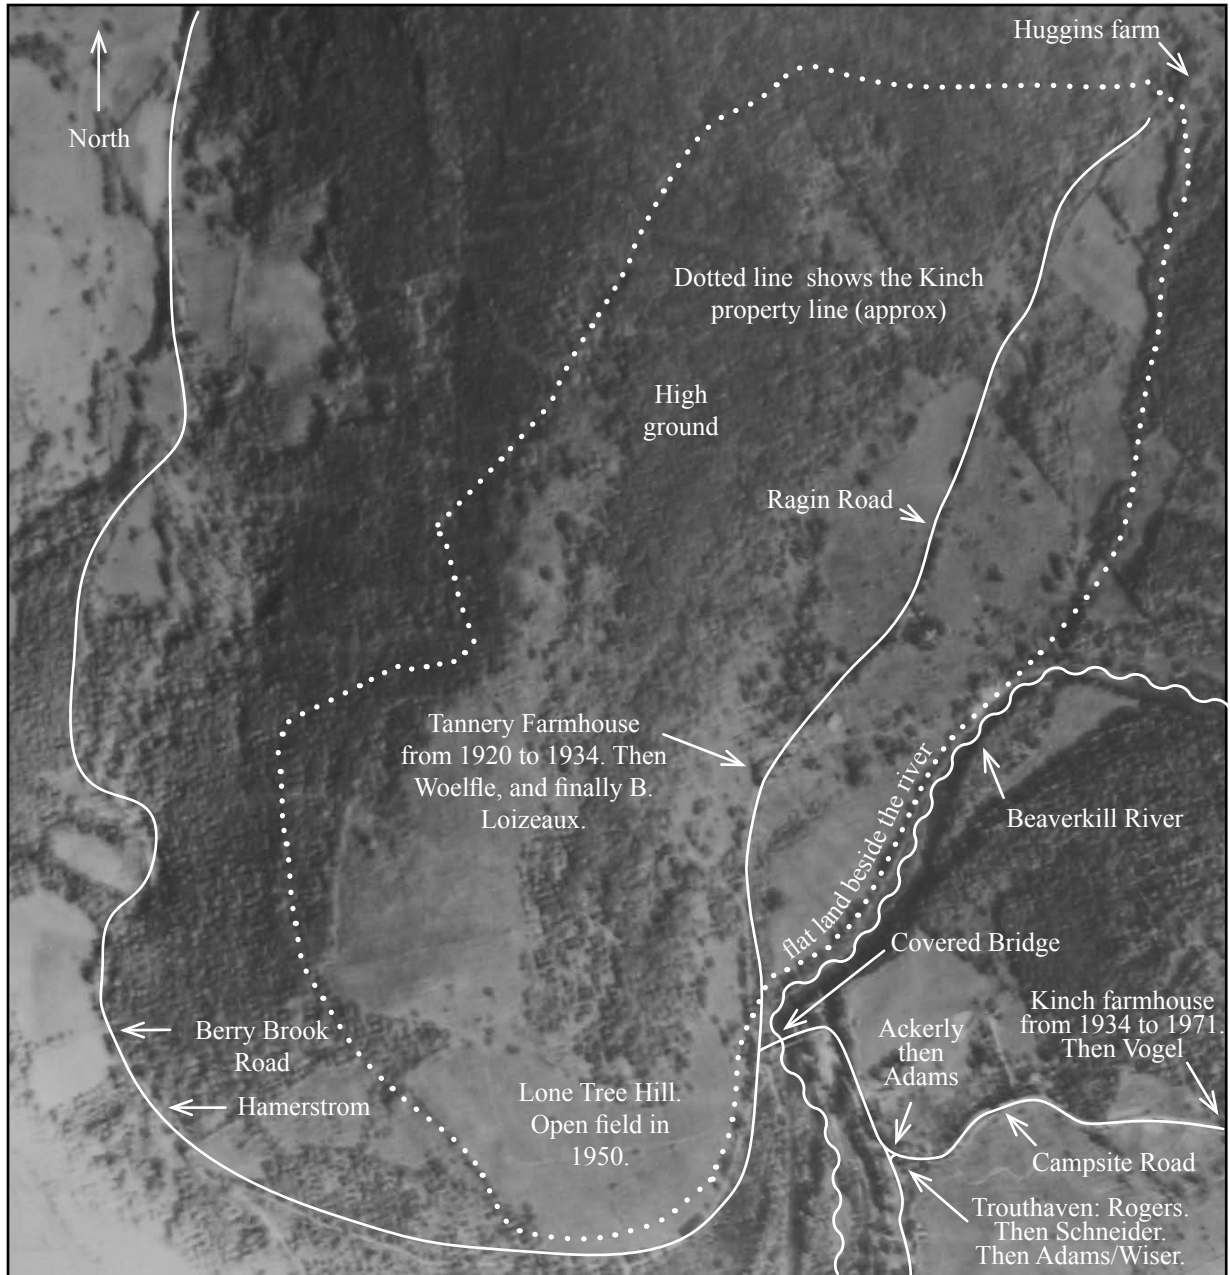 Huggins farm
North
Dotted line shows the Kinch
property line (approx)
High
ground
Ragin Road
Tannery Farmhouse
from 1920 to 1934. Then
Woelfle, and finally B.
Loizeaux.
Beaverkill River
flat land beside the river
Covered Bridge
Kinch farmhouse
from 1934 to 1971.
Then Vogel
Ackerly
then
Adams
Berry Brook
Road
Hamerstrom
Lone Tree Hill.
Open field in
1950.
Campsite Road
Trouthaven: Rogers.
Then Schneider.
Then Adams/Wiser.